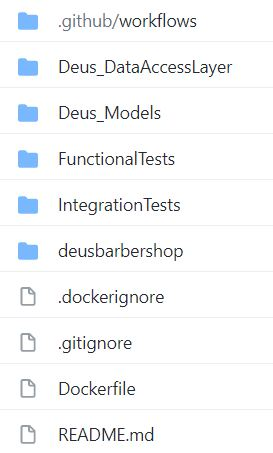 .github/workflows
Deus_DataAccessLayer
Deus_Models
FunctionalTests
IntegrationTests
deusbarbershop
.dockerignore
.gitignore
Dockerfile
README.md